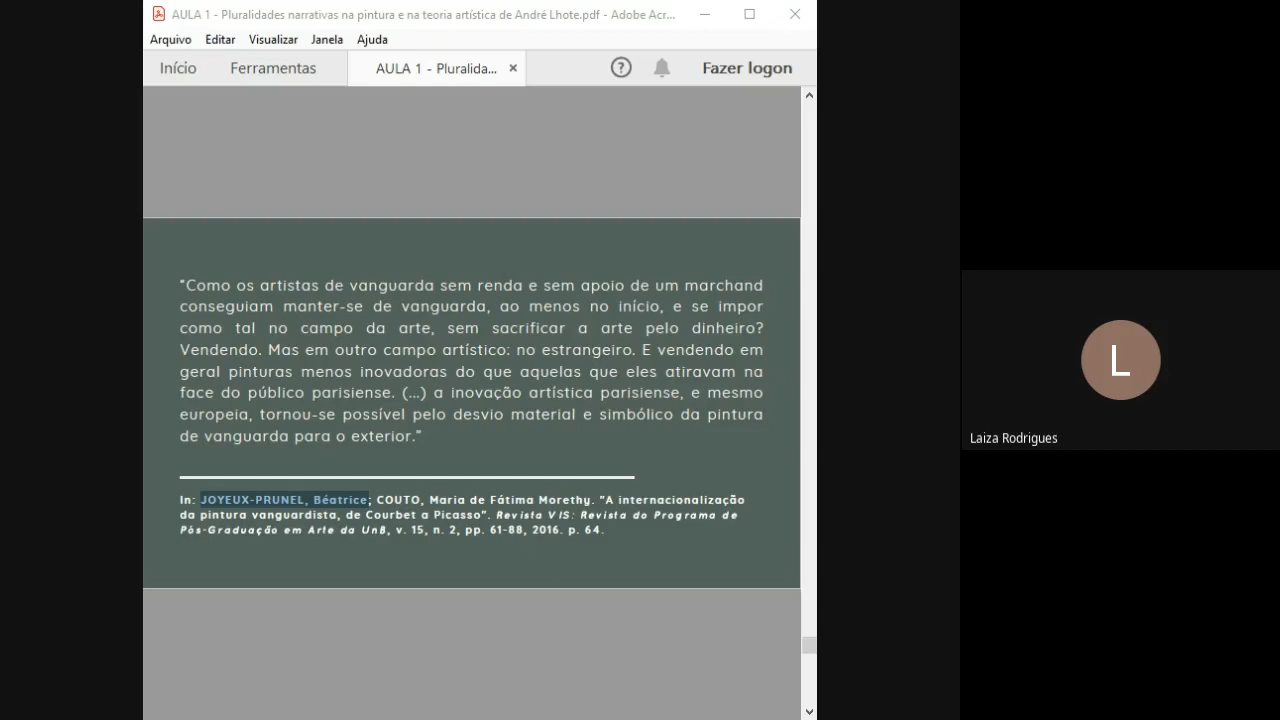 AULA 1 - Pluralidades narrativas na pintura e na teoria artística de André Lhote.pdf - Adobe Acr...
Arquivo Editar Visualizar Janela Ajuda
Início Ferramentas AULA 1 - Pluralida... × ? Fazer logon
"Como os artistas de vanguarda sem renda e sem apoio de um marchand
conseguiam manter-se de vanguarda, ao menos no início, e se impor
como tal no campo da arte, sem sacrificar a arte pelo dinheiro?
Vendendo. Mas em outro campo artístico: no estrangeiro. E vendendo em
geral pinturas menos inovadoras do que aquelas que eles atiravam na
face do público parisiense. (...) a inovação artística parisiense, e mesmo
europeia, tornou-se possível pelo desvio material e simbólico da pintura
de vanguarda para o exterior."
In: JOYEUX-PRUNEL, Béatrice; COUTO, Maria de Fátima Morethy. "A internacionalização
da pintura vanguardista, de Courbet a Picasso". Revista VIS: Revista do Programa de
Pós-Graduação em Arte da UnB, v. 15, n. 2, pp. 61-88, 2016. p. 64.
L
Laiza Rodrigues